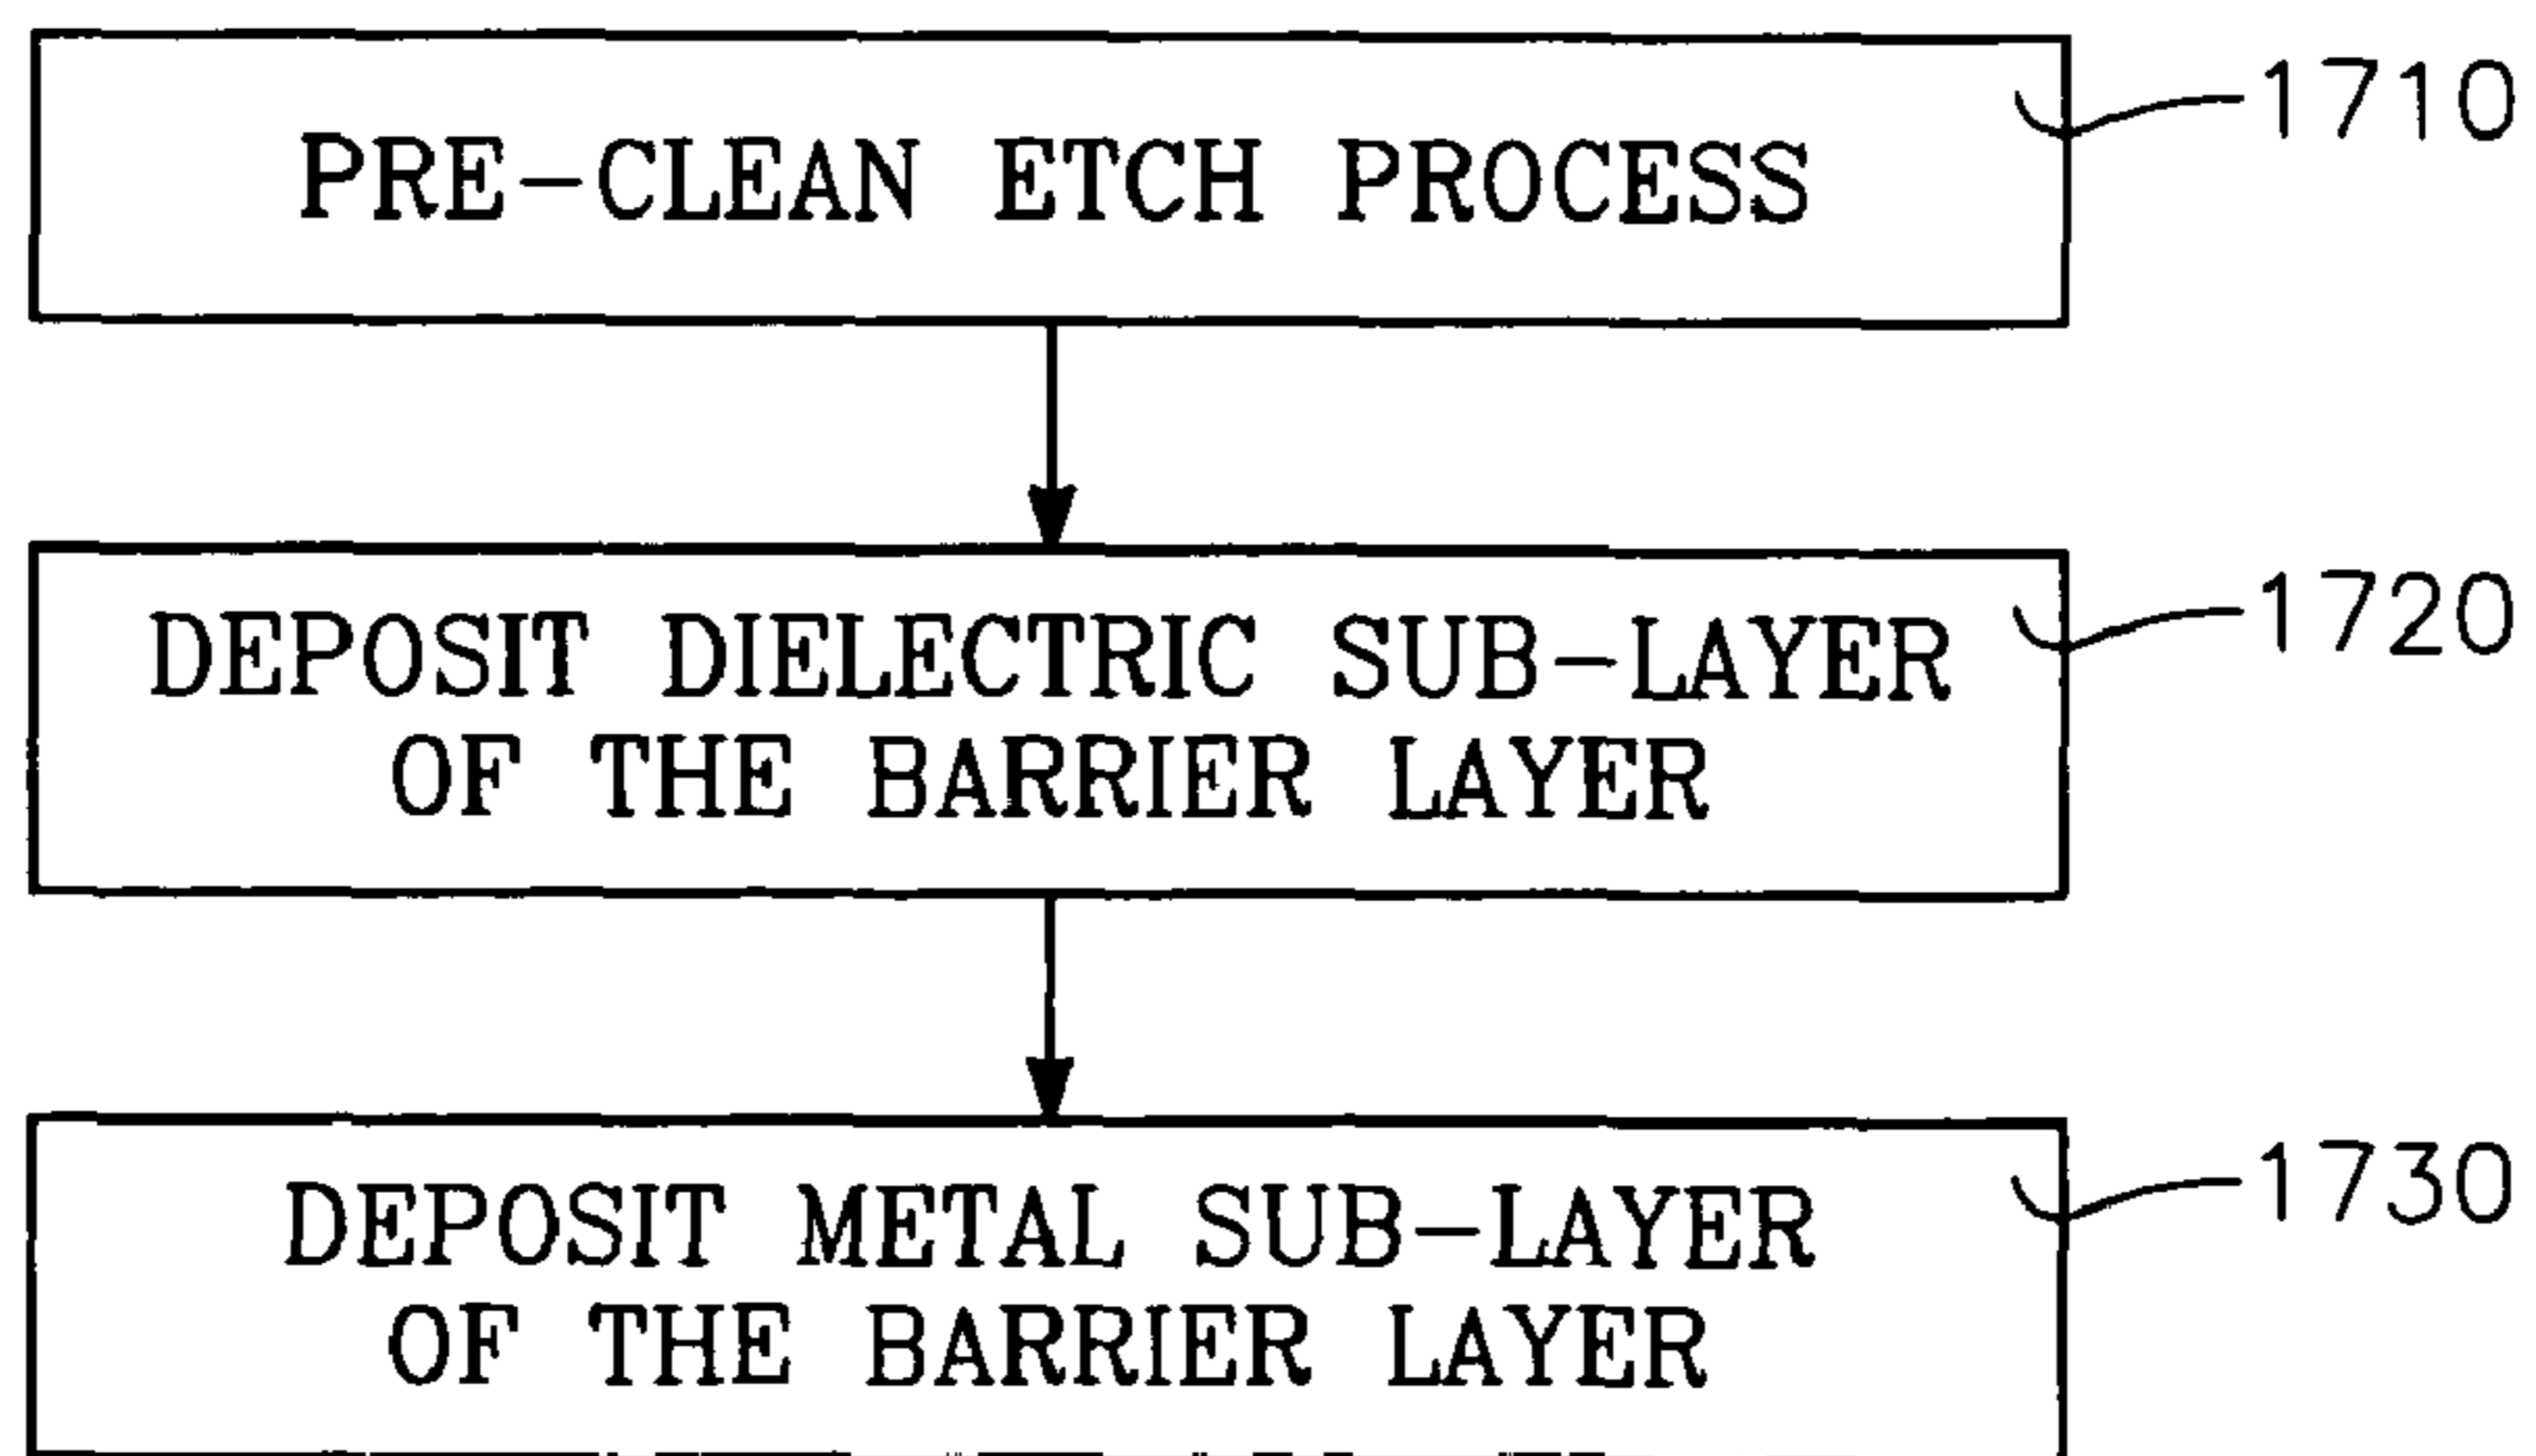 PRE-CLEAN ETCH PROCESS
1710
DEPOSIT DIELECTRIC SUB-LAYER
OF THE BARRIER LAYER
1720
DEPOSIT METAL SUB-LAYER
OF THE BARRIER LAYER
1730